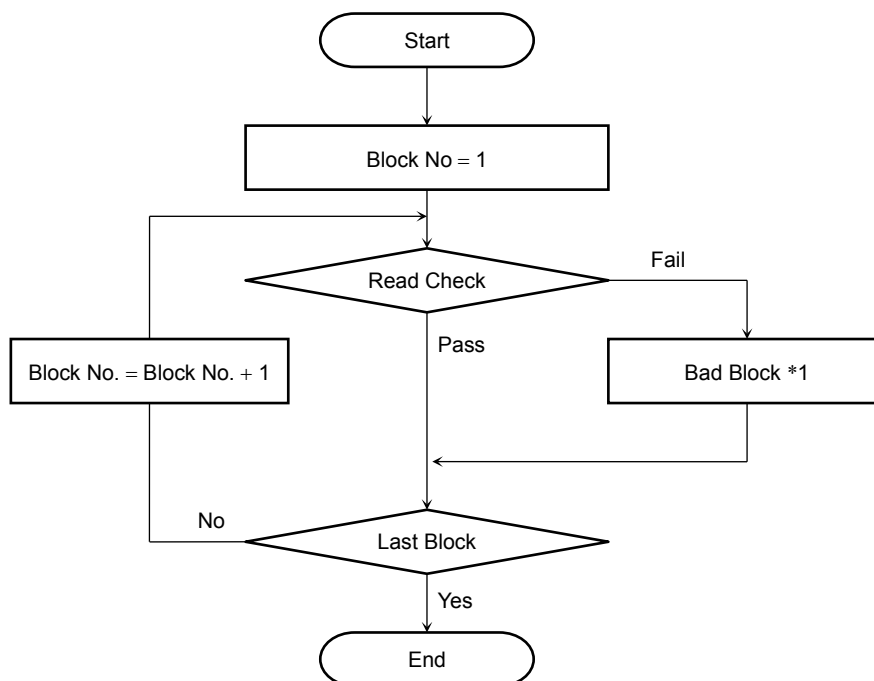 Start
Block No = 1
Read Check
Fail
Pass
Block No. = Block No. + 1
Bad Block *1
No
Last Block
Yes
End